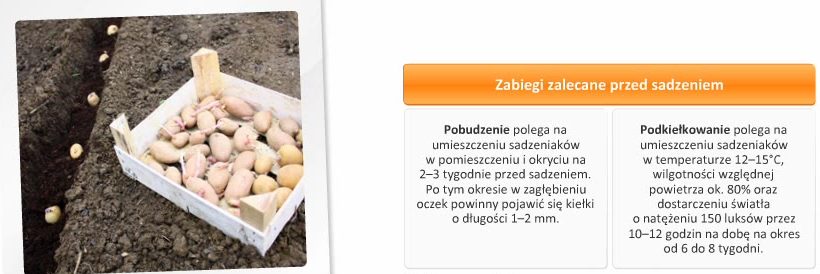 Zabiegi zalecane przed sadzeniem
Pobudzenie polega na
umieszczeniu sadzeniaków
w pomieszczeniu i okryciu na
2–3 tygodnie przed sadzeniem.
Po tym okresie w zagłębieniu
oczek powinny pojawić się kiełki
o długości 1–2 mm.
Podkiełkowanie polega na
umieszczeniu sadzeniaków
w temperaturze 12–15°C,
wilgotności względnej
powietrza ok. 80% oraz
dostarczeniu światła
o natężeniu 150 luksów przez
10–12 godzin na dobę na okres
od 6 do 8 tygodni.